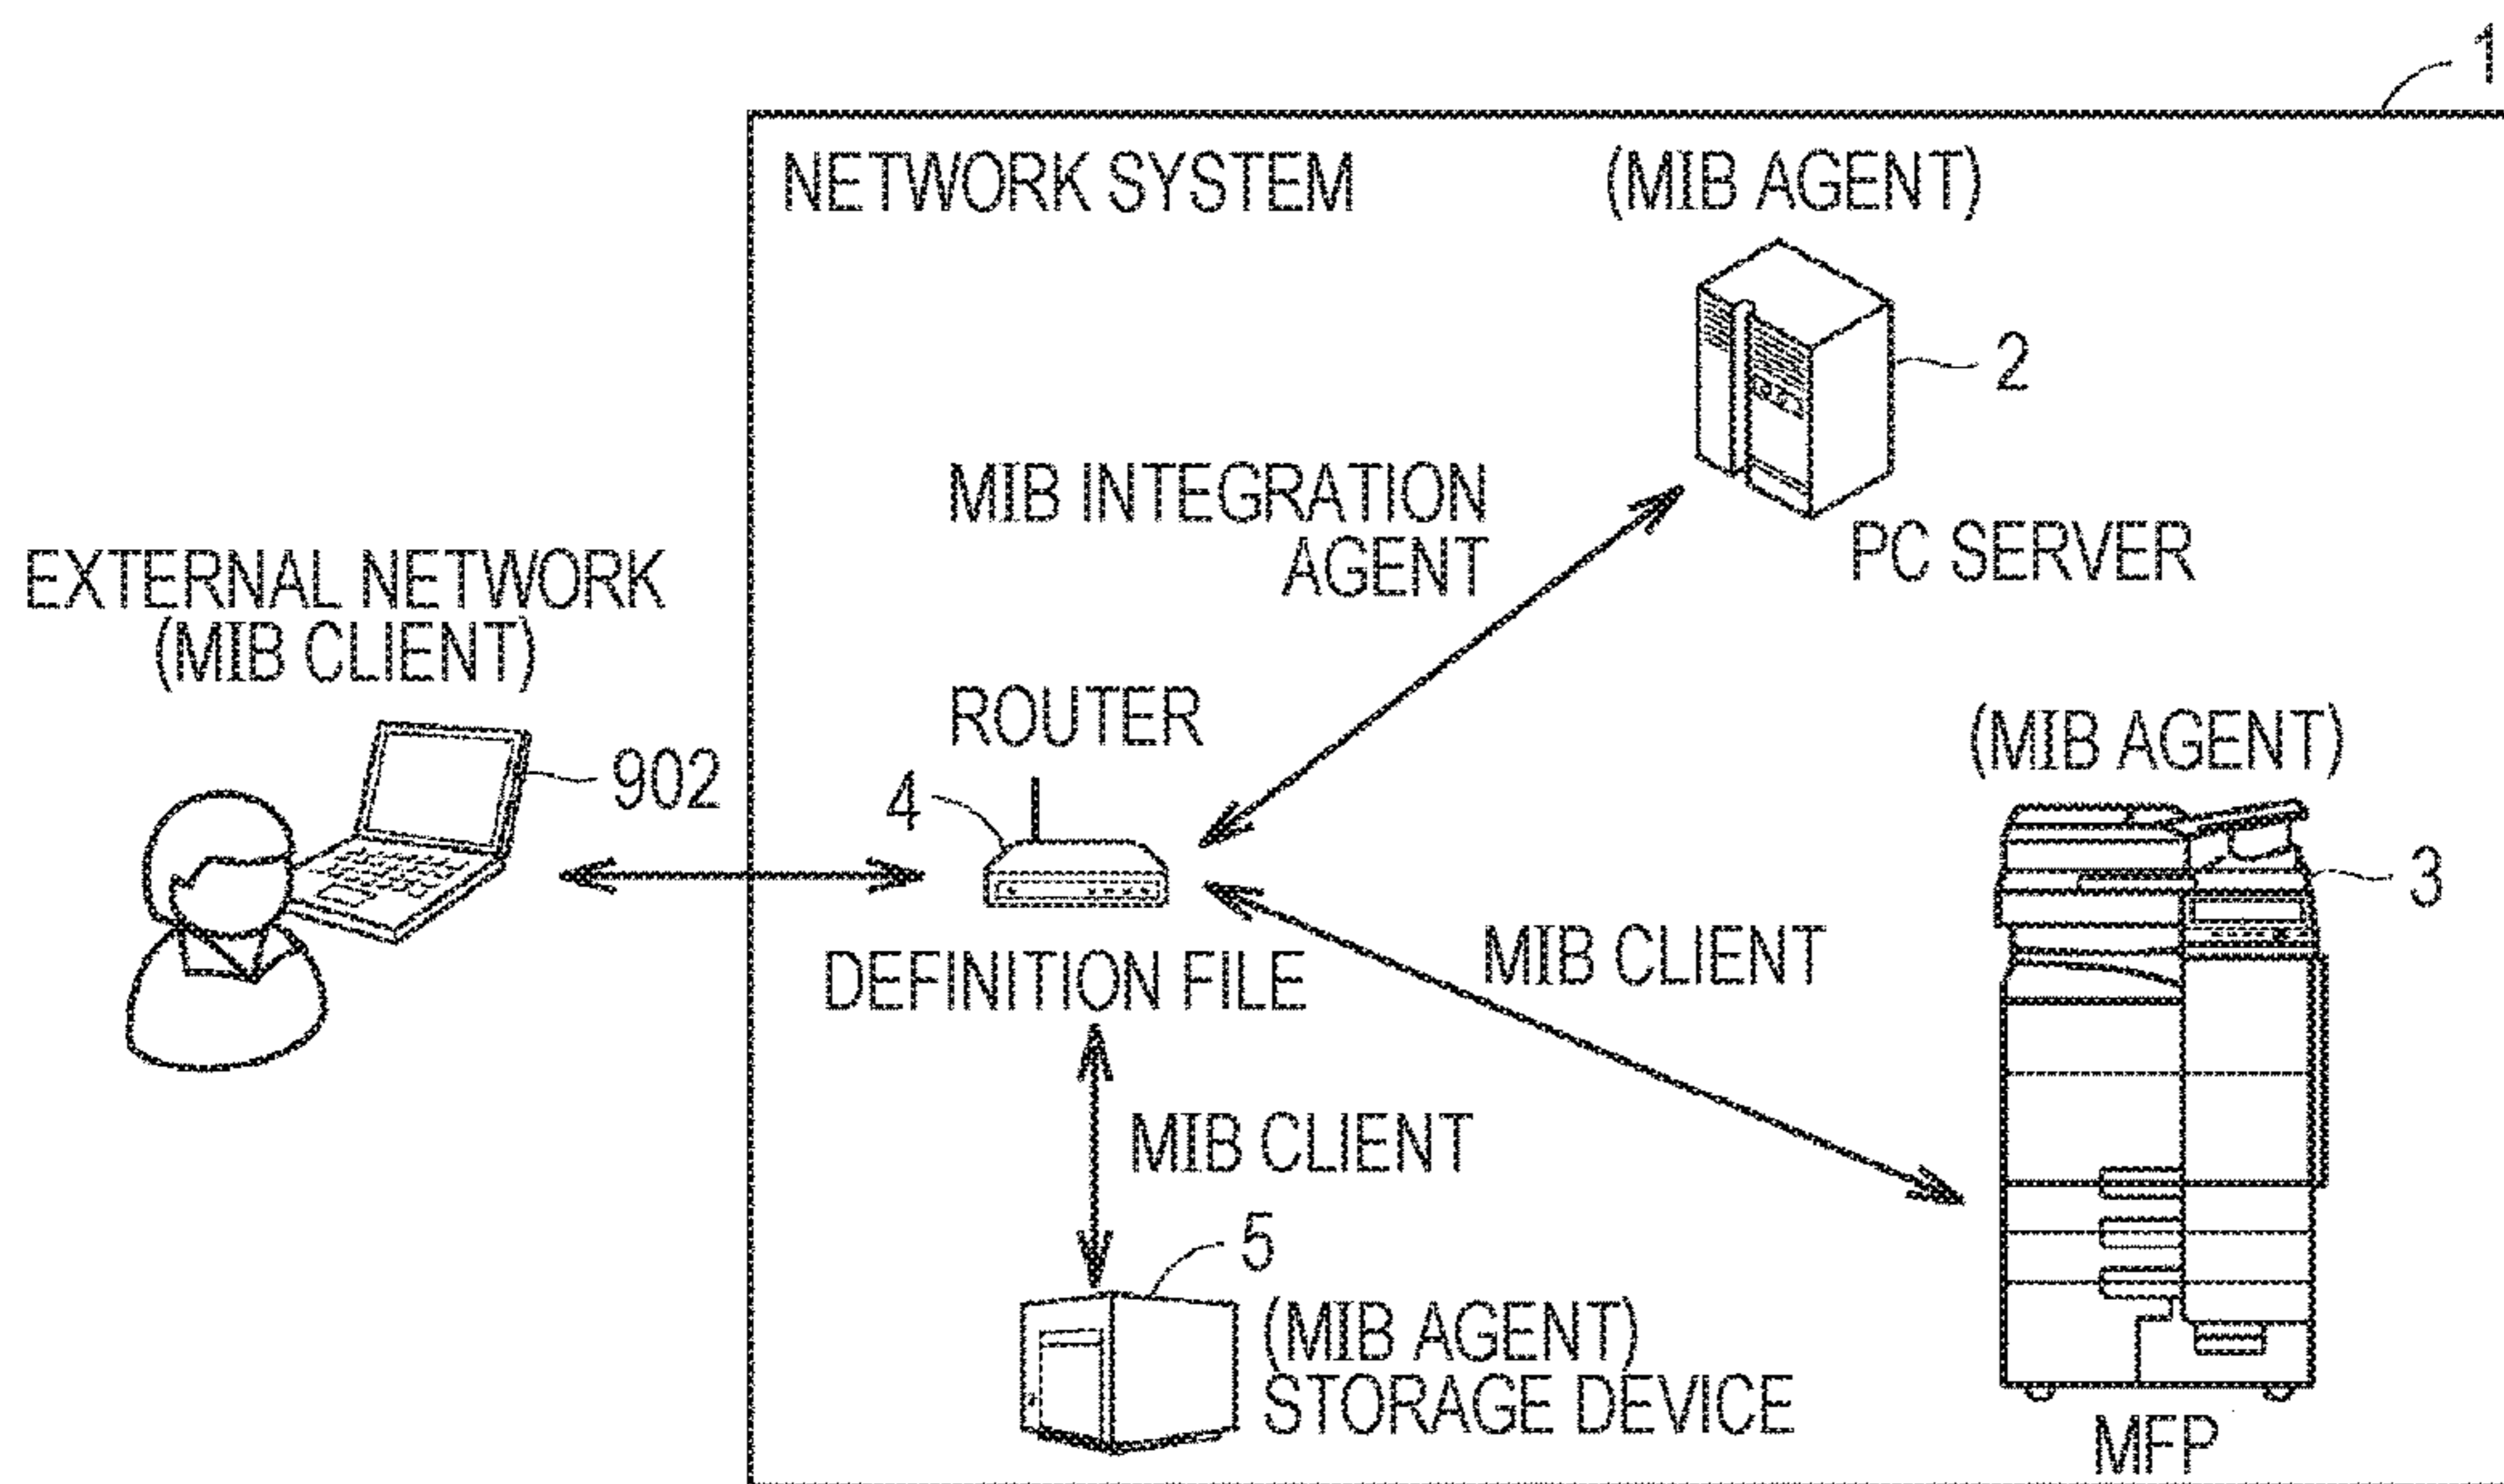 1
NETWORK SYSTEM
(MIB AGENT)
2
PC SERVER
MIB INTEGRATION
AGENT
EXTERNAL NETWORK
(MIB CLIENT)
902
ROUTER
4
DEFINITION FILE
(MIB AGENT)
3
MIB CLIENT
MIB CLIENT
5
(MIB AGENT)
STORAGE DEVICE
MFP